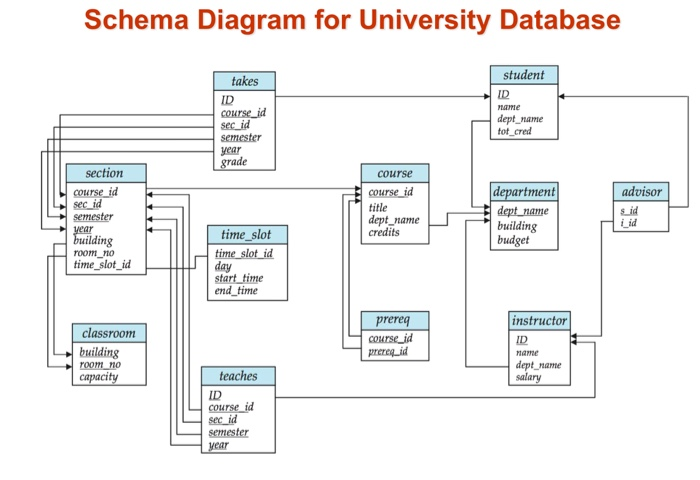 Schema Diagram for University Database
takes
ID
course_id
sec_id
semester
year
grade
student
ID
name
dept_name
tot_cred
section
course_id
sec_id
semester
year
building
room_no
time_slot_id
course
course_id
title
dept_name
credits
department
dept_name
building
budget
advisor
s_id
i_id
time_slot
time_slot_id
day
start_time
end_time
prereq
course_id
prereq_id
instructor
ID
name
dept_name
salary
classroom
building
room_no
capacity
teaches
ID
course_id
sec_id
semester
year